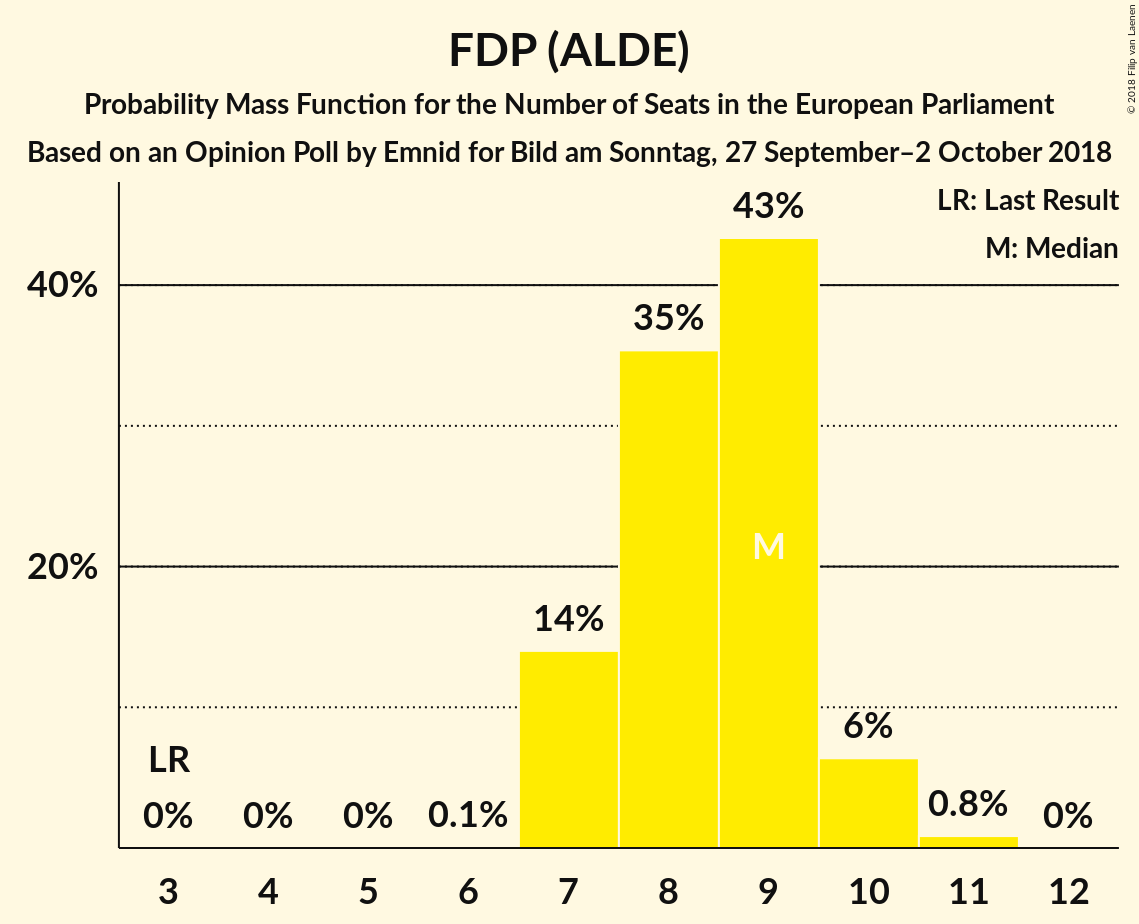 FDP (ALDE)
Probability Mass Function for the Number of Seats in the European Parliament
Based on an Opinion Poll by Emnid for Bild am Sonntag, 27 September–2 October 2018
© 2018 Filip van Laenen
LR: Last Result
M: Median
43%
40%
35%
M
20%
14%
6%
LR
0% 0% 0% 0.1% 0.8% 0%
3 4 5 6 7 8 9 10 11 12